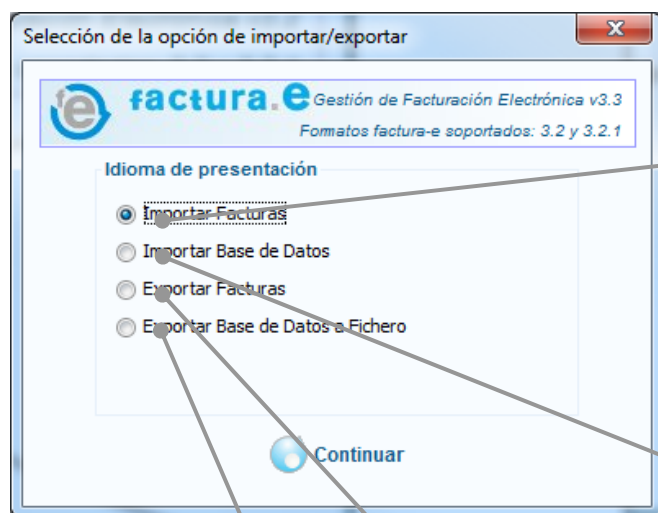 Selección de la opción de importar/exportar
factura.e Gestión de Facturación Electrónica v3.3
Formatos factura-e soportados: 3.2 y 3.2.1
Idioma de presentación
Importar Facturas
Importar Base de Datos
Exportar Facturas
Exportar Base de Datos a Fichero
Continuar